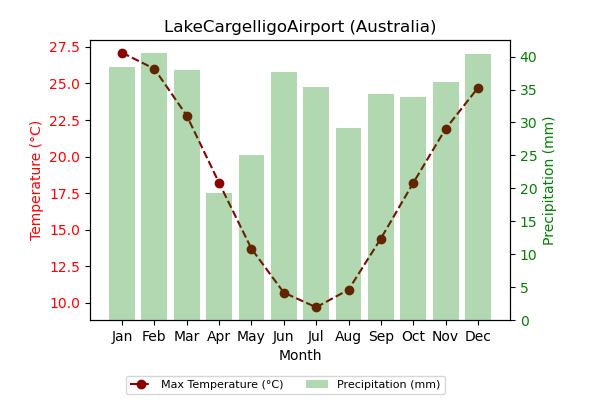 LakeCargelligoAirport (Australia)
27.5
25.0
22.5
20.0
17.5
15.0
12.5
10.0
Temperature (°C)
40
35
30
25
20
15
10
5
0
Precipitation (mm)
Jan Feb Mar Apr May Jun Jul Aug Sep Oct Nov Dec
Month
Max Temperature (°C) Precipitation (mm)